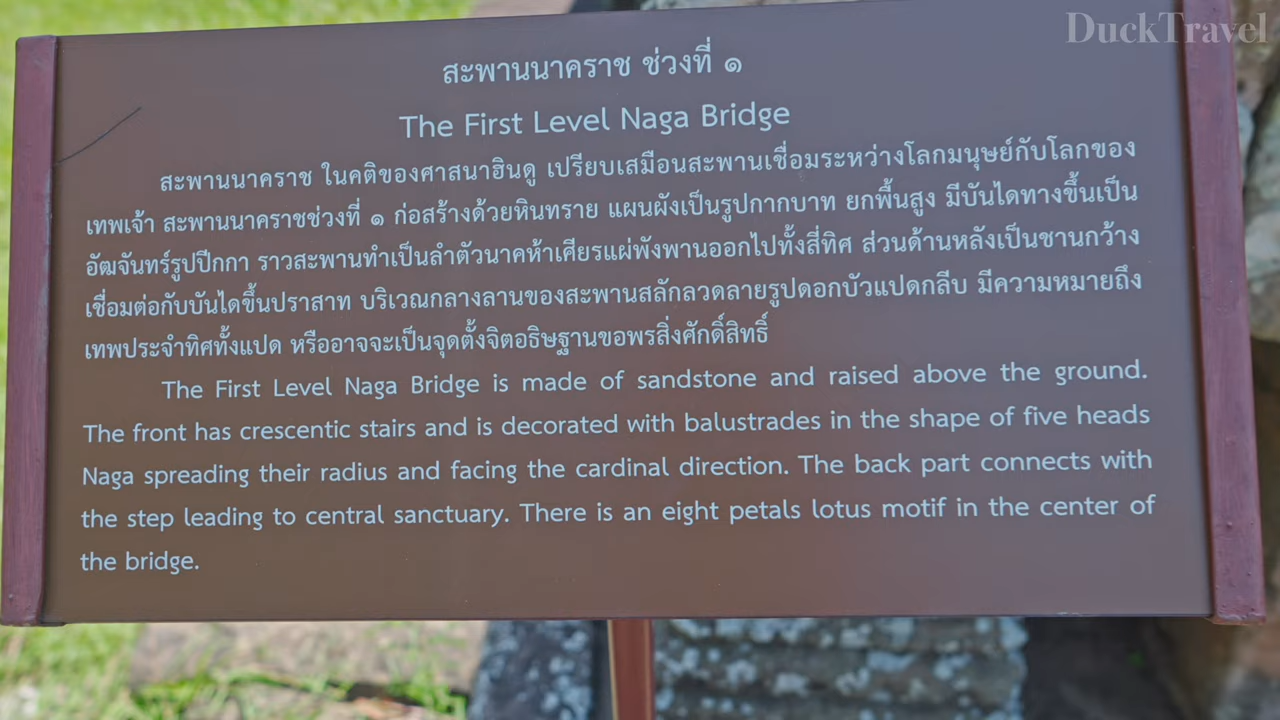 DuckTravel
สะพานนาคราช ช่วงที่ ๑
The First Level Naga Bridge
สะพานนาคราช ในคติของศาสนาฮินดู เปรียบเสมือนสะพานเชื่อมระหว่างโลกมนุษย์กับโลกของ
เทพเจ้า สะพานนาคราชช่วงที่ ๑ ก่อสร้างด้วยหินทราย แผนผังเป็นรูปกากบาท ยกพื้นสูง มีบันไดทางขึ้นเป็น
อัฒจันทร์รูปปีกกา ราวสะพานทำเป็นลำตัวนาคห้าเศียรแผ่พังพานออกไปทั้งสี่ทิศ ส่วนด้านหลังเป็นชานกว้าง
เชื่อมต่อกับบันไดขึ้นปราสาท บริเวณกลางลานของสะพานสลักลวดลายรูปดอกบัวแปดกลีบ มีความหมายถึง
เทพประจำทิศทั้งแปด หรืออาจจะเป็นจุดตั้งจิตอธิษฐานขอพรสิ่งศักดิ์สิทธิ์
The First Level Naga Bridge is made of sandstone and raised above the ground.
The front has crescentic stairs and is decorated with balustrades in the shape of five heads
Naga spreading their radius and facing the cardinal direction. The back part connects with
the step leading to central sanctuary. There is an eight petals lotus motif in the center of
the bridge.